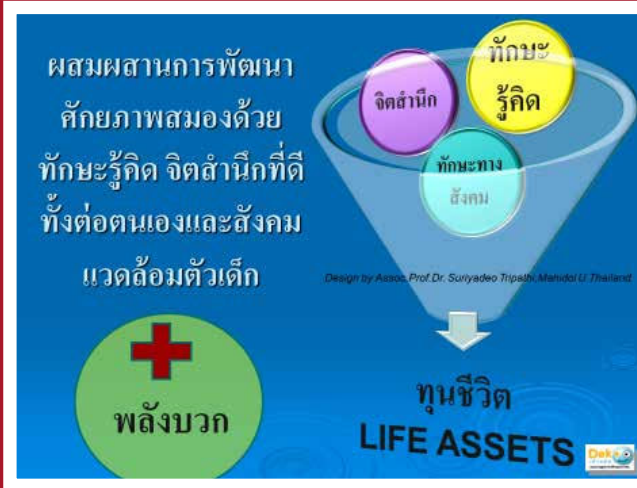 ผสมผสานการพัฒนา
ศักยภาพสมองด้วย
ทักษะรู้คิด จิตสำนึกที่ดี
ทั้งต่อตนเองและสังคม
แวดล้อมตัวเด็ก
พลังบวก
จิตสำนึก
ทักษะ
รู้คิด
ทักษะทาง
สังคม
Design by Assoc.Prof.Dr. Suriyadeo Tripathi,Mahidol U Thailand
ทุนชีวิต
LIFE ASSETS